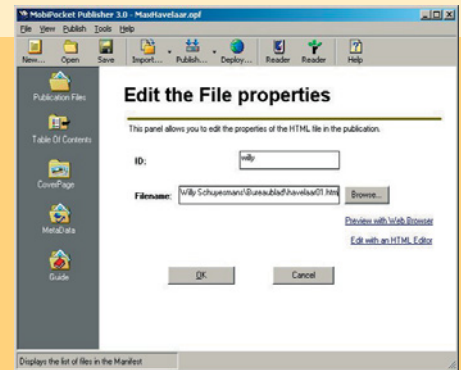 MobiPocket Publisher 3.0 - MaxHavelaar.opf
File View Publish Tools Help
New... Open Save Import... Publish... Deploy... Reader Reader Help
Publication Files
Table Of Contents
CoverPage
MetaData
Guide
Edit the File properties
This panel allows you to edit the properties of the HTML file in the publication.
ID: willy
Filename: Willy Schuyesmans\Bureaublad\havelaar01.htm Browse...
Preview with Web Browser
Edit with an HTML Editor
OK Cancel
Displays the list of files in the Manifest